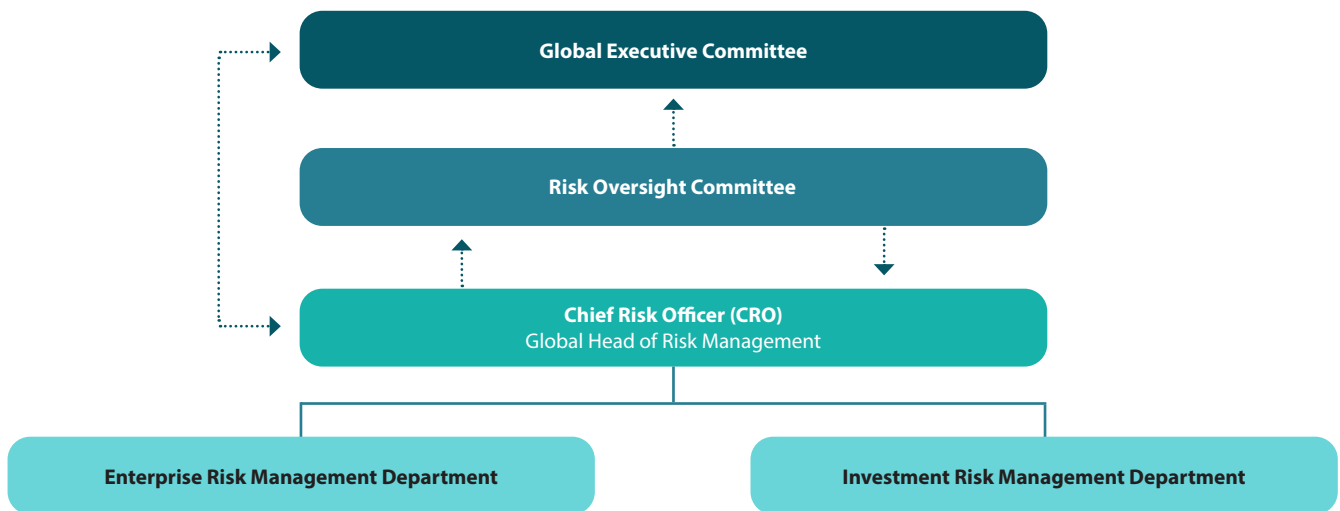 Global Executive Committee
Risk Oversight Committee
Chief Risk Officer (CRO)
Global Head of Risk Management
Enterprise Risk Management Department
Investment Risk Management Department